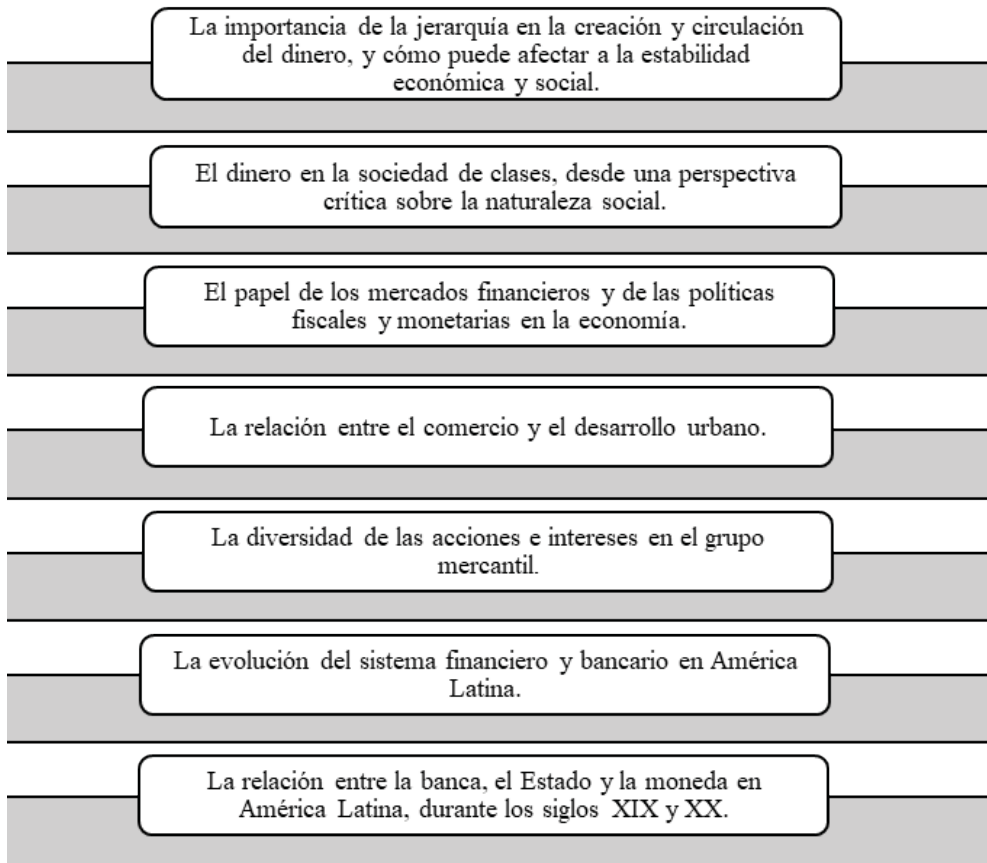 La importancia de la jerarquía en la creación y circulación
del dinero, y cómo puede afectar a la estabilidad
económica y social.
El dinero en la sociedad de clases, desde una perspectiva
crítica sobre la naturaleza social.
El papel de los mercados financieros y de las políticas
fiscales y monetarias en la economía.
La relación entre el comercio y el desarrollo urbano.
La diversidad de las acciones e intereses en el grupo
mercantil.
La evolución del sistema financiero y bancario en América
Latina.
La relación entre la banca, el Estado y la moneda en
América Latina, durante los siglos XIX y XX.